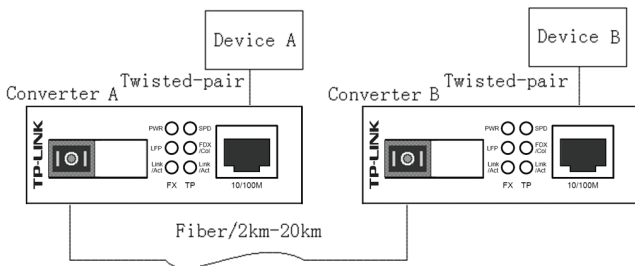 Device A
Device B
Twisted-pair
Twisted-pair
Converter A
Converter B
TP-LINK
PWR SPD
LFP FDX /Col
Link /Act Link /Act
FX TP
10/100M
TP-LINK
PWR SPD
LFP FDX /Col
Link /Act Link /Act
FX TP
10/100M
Fiber/2km-20km